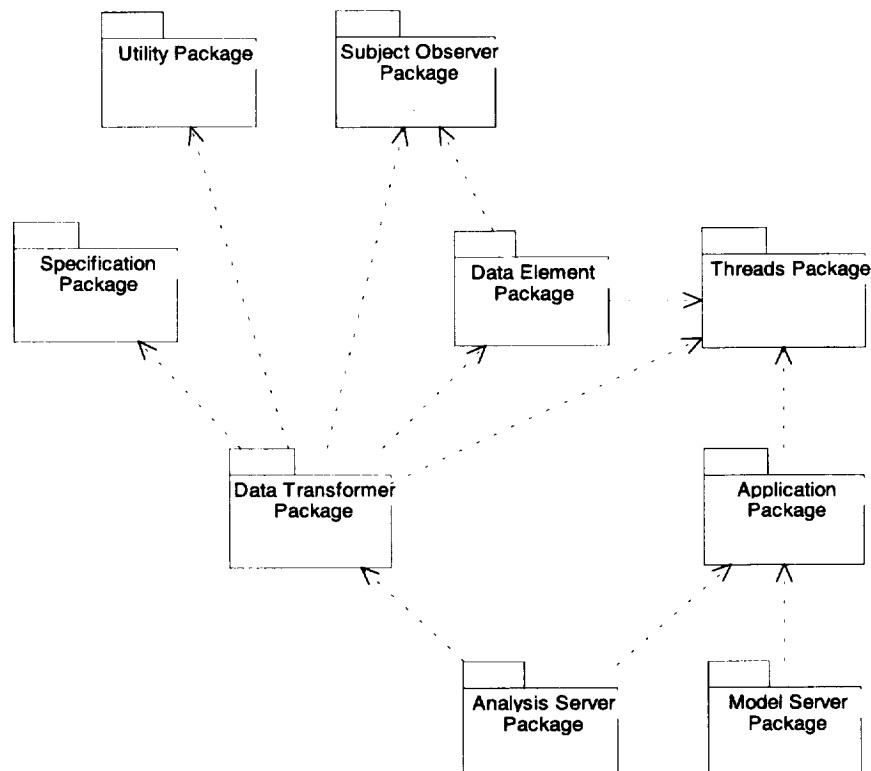 Utility Package
Subject Observer
Package
Specification
Package
Data Element
Package
Threads Package
Data Transformer
Package
Application
Package
Analysis Server
Package
Model Server
Package